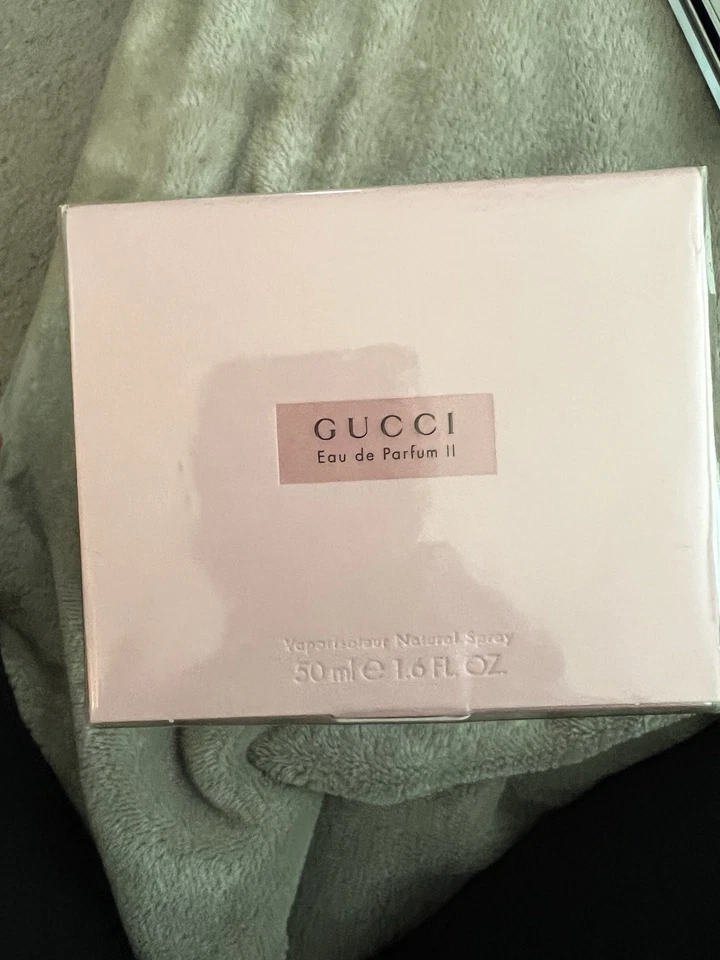 GUCCI
Eau de Parfum II
Vaporisateur Natural Spray
50 ml e 1.6 FL. OZ.